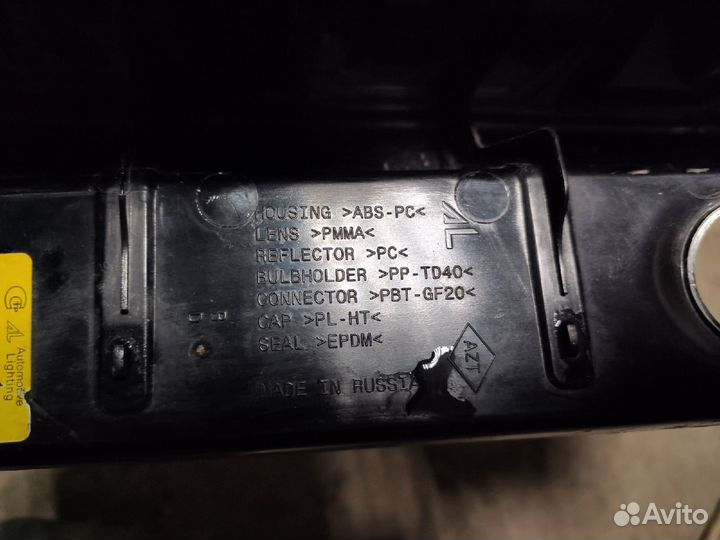 HOUSING >ABS-PC<
LENS >PMMA<
REFLECTOR >PC<
BULBHOLDER >PP-TD40<
CONNECTOR >PBT-GF20<
CAP >PL-HT<
SEAL >EPDM<
MADE IN RUSSIA
AL
AZT
AL
Automotive
Lighting
Avito